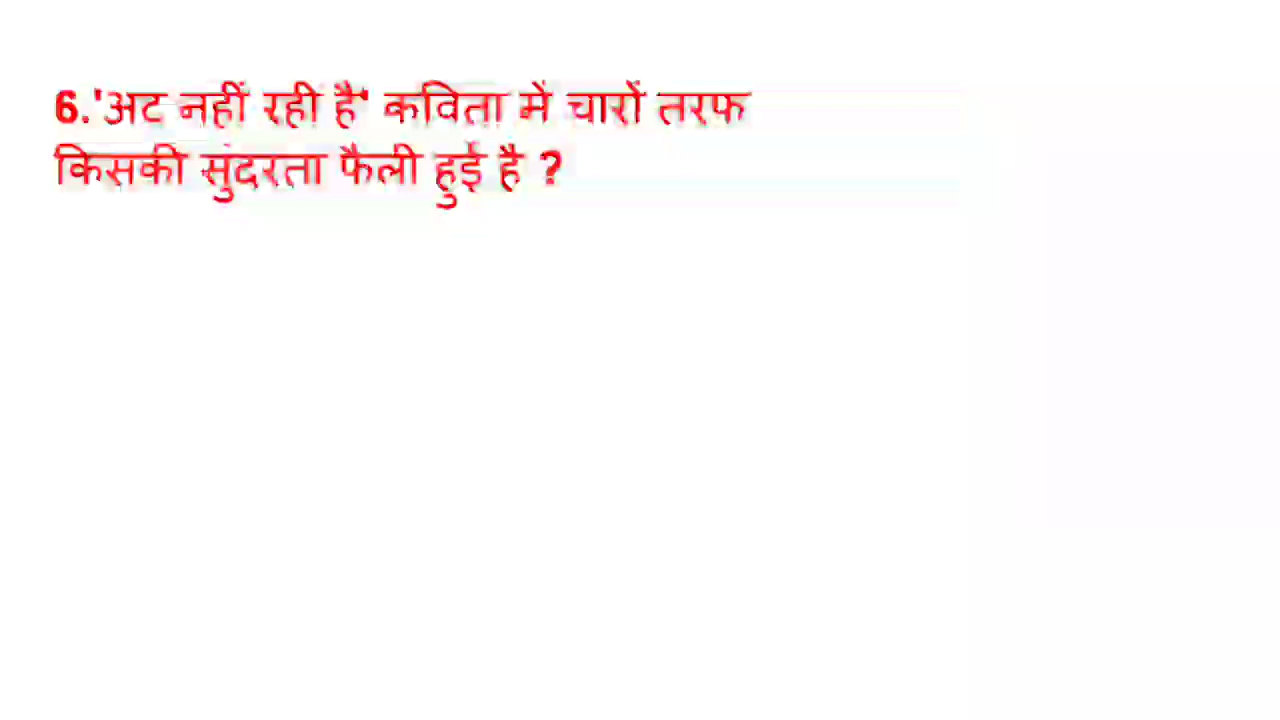 6.'अट नहीं रही है' कविता में चारों तरफ
किसकी सुंदरता फैली हुई है ?